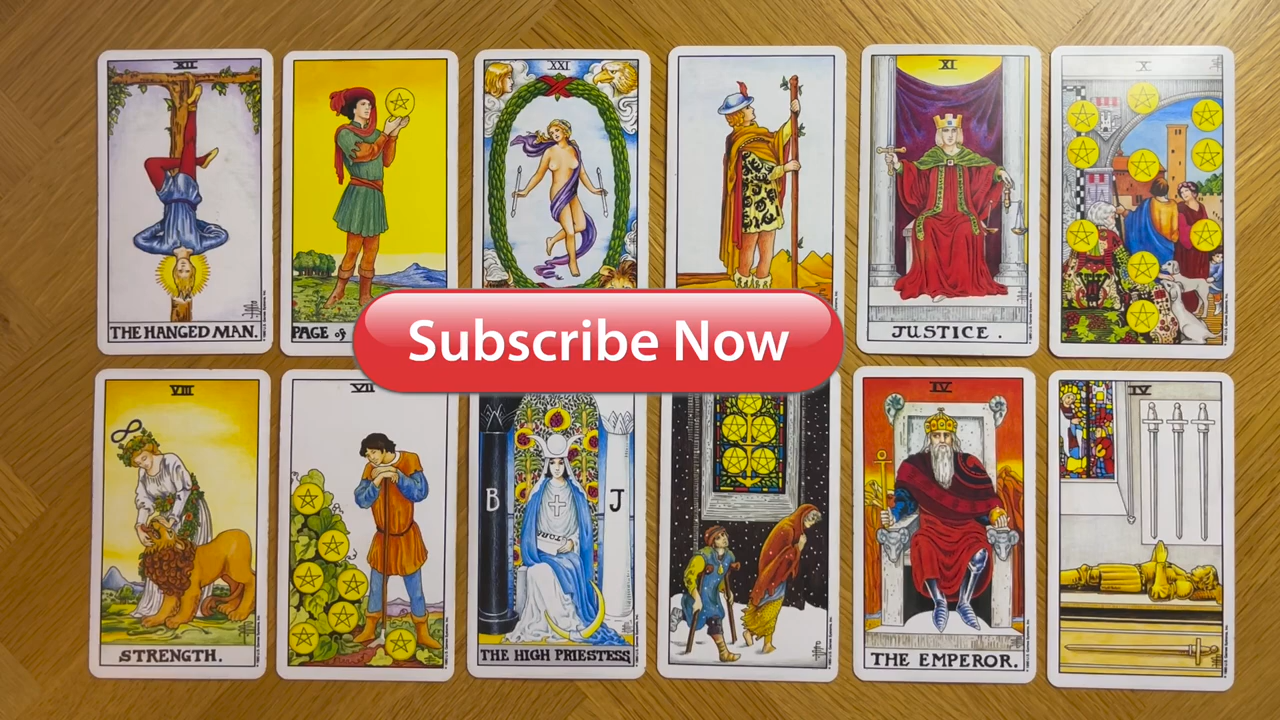 XII
THE HANGED MAN.
PAGE of
XXI
XI
JUSTICE.
X
Subscribe Now
VIII
STRENGTH.
VII
B
J
TORA
THE HIGH PRIESTESS
IV
THE EMPEROR.
IV